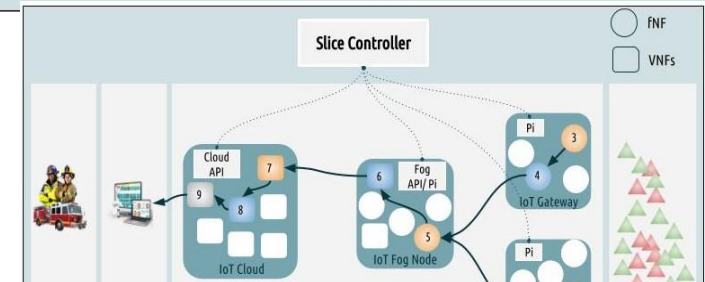 Slice Controller
fNF
VNFs
Cloud
API
7
9
8
IoT Cloud
6
Fog
API/ Pi
5
IoT Fog Node
Pi
3
4
IoT Gateway
Pi